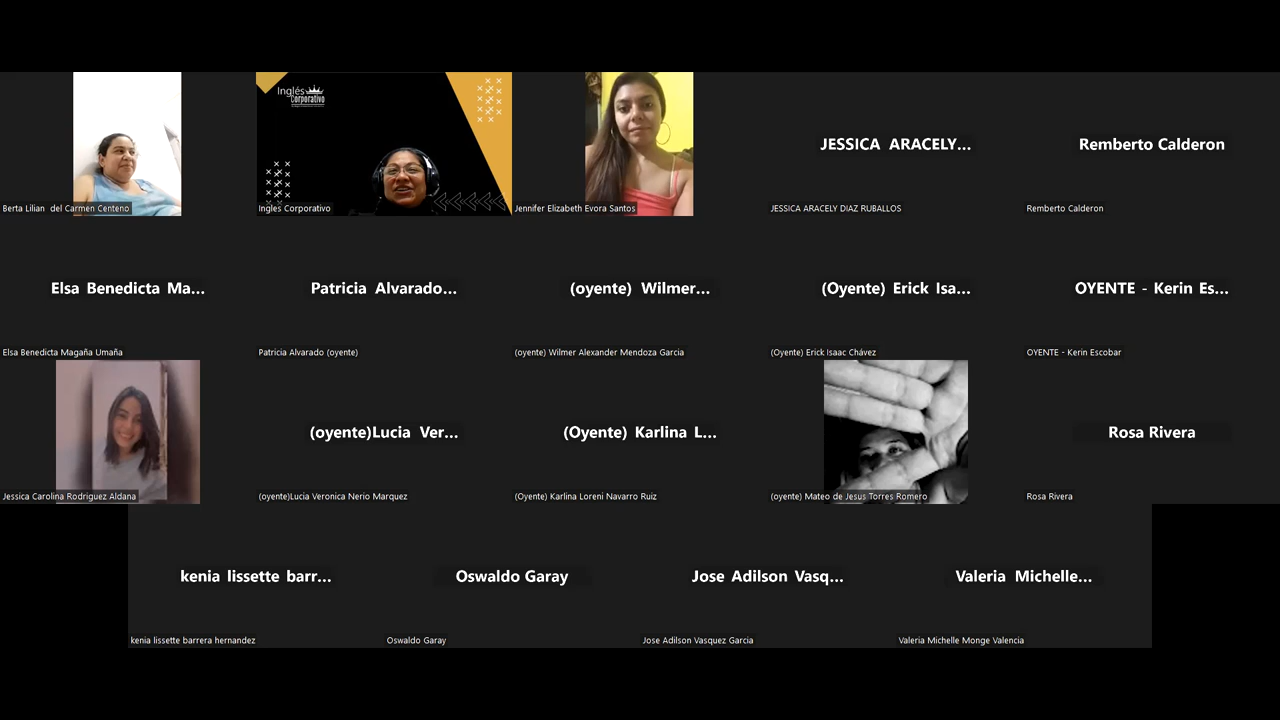 Inglés
Corporativo
JESSICA ARACELY...
Remberto Calderon
Berta Lilian del Carmen Centeno
Ingles Corporativo
Jennifer Elizabeth Evora Santos
JESSICA ARACELY DIAZ RUBALLOS
Remberto Calderon
Elsa Benedicta Ma...
Patricia Alvarado...
(oyente) Wilmer...
(Oyente) Erick Isa...
OYENTE - Kerin Es...
Elsa Benedicta Magaña Umaña
Patricia Alvarado (oyente)
(oyente) Wilmer Alexander Mendoza Garcia
(Oyente) Erick Isaac Chávez
OYENTE - Kerin Escobar
(oyente)Lucia Ver...
(Oyente) Karlina L...
Rosa Rivera
Jessica Carolina Rodriguez Aldana
(oyente)Lucia Veronica Nerio Marquez
(Oyente) Karlina Loreni Navarro Ruiz
(oyente) Mateo de Jesus Torres Romero
Rosa Rivera
kenia lissette barr...
Oswaldo Garay
Jose Adilson Vasq...
Valeria Michelle...
kenia lissette barrera hernandez
Oswaldo Garay
Jose Adilson Vasquez Garcia
Valeria Michelle Monge Valencia